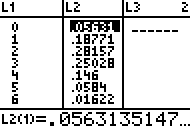 L1 L2 L3 2
0 .05631 ------
1 .18771
2 .28157
3 .25028
4 .146
5 .0584
6 .01622
L2(1)=.0563135147...